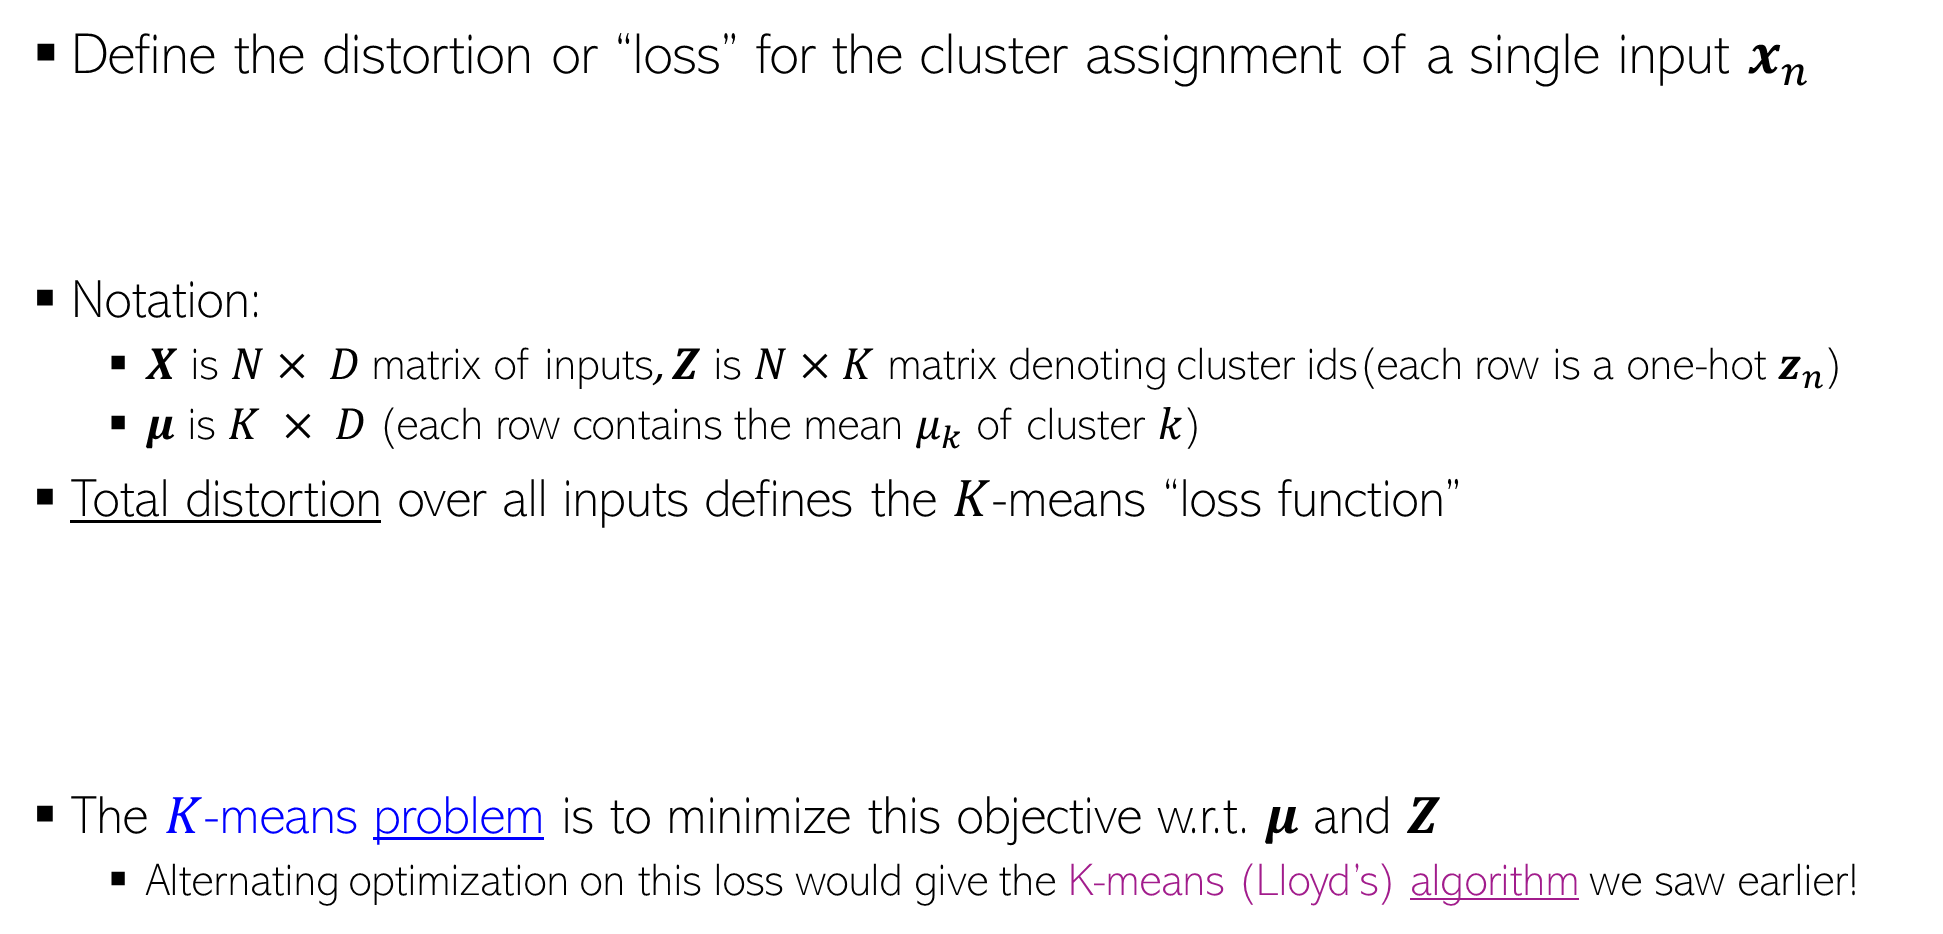 ▪ Define the distortion or “loss” for the cluster assignment of a single input 𝒙ₙ
▪ Notation:
▪ 𝑿 is 𝑁 × 𝐷 matrix of inputs, 𝒁 is 𝑁 × 𝐾 matrix denoting cluster ids (each row is a one-hot 𝒛ₙ)
▪ 𝝁 is 𝐾 × 𝐷 (each row contains the mean 𝜇ₖ of cluster 𝑘)
▪ Total distortion over all inputs defines the 𝐾-means “loss function”
▪ The 𝐾-means problem is to minimize this objective w.r.t. 𝝁 and 𝒁
▪ Alternating optimization on this loss would give the K-means (Lloyd’s) algorithm we saw earlier!